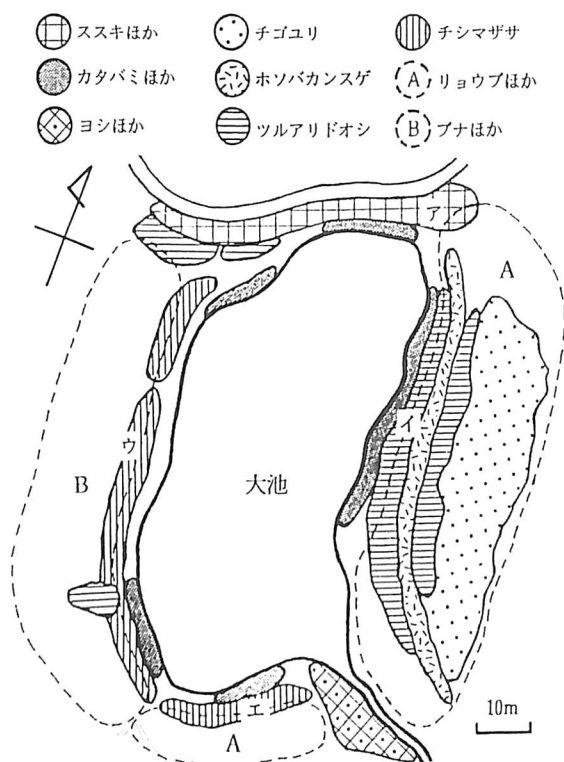 ススキほか
チゴユリ
チシマザサ
カタバミほか
ホソバカンスゲ
A リョウブほか
ヨシほか
ツルアリドオシ
B ブナほか
ア
A
イ
ウ
B
大池
エ
A
10m